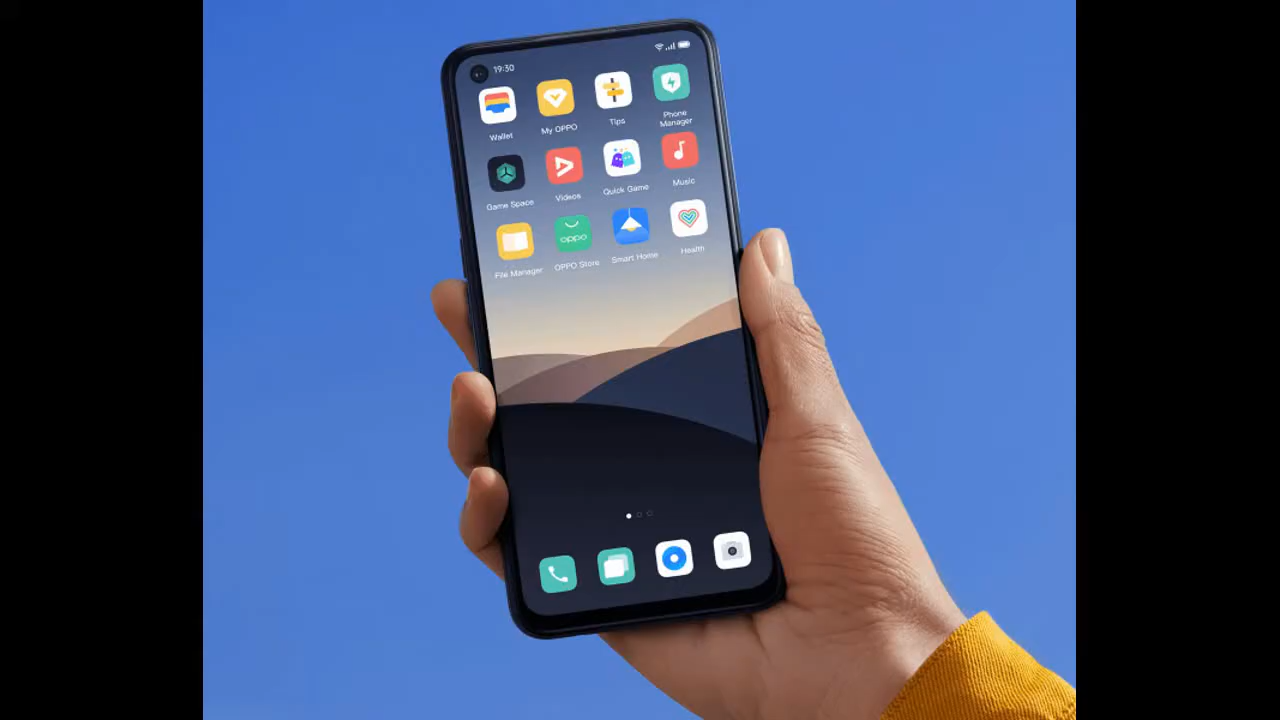 19:30
Wallet
My OPPO
Tips
Phone
Manager
Game Space
Videos
Quick Game
Music
File Manager
oppo
OPPO Store
Smart Home
Health